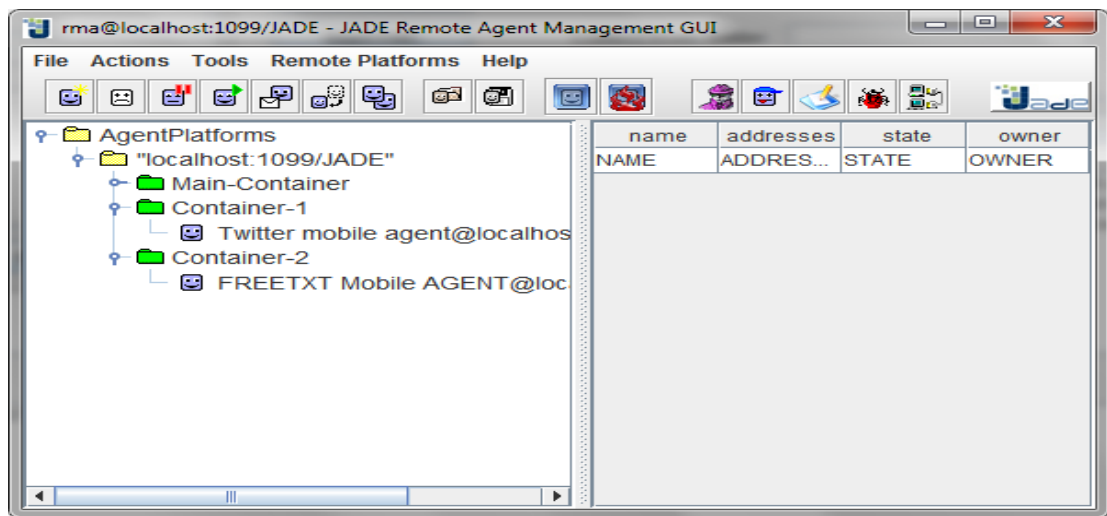 rma@localhost:1099/JADE - JADE Remote Agent Management GUI
File Actions Tools Remote Platforms Help
Jade
AgentPlatforms
"localhost:1099/JADE"
Main-Container
Container-1
Twitter mobile agent@localhos
Container-2
FREETXT Mobile AGENT@loc
name addresses state owner
NAME ADDRES... STATE OWNER